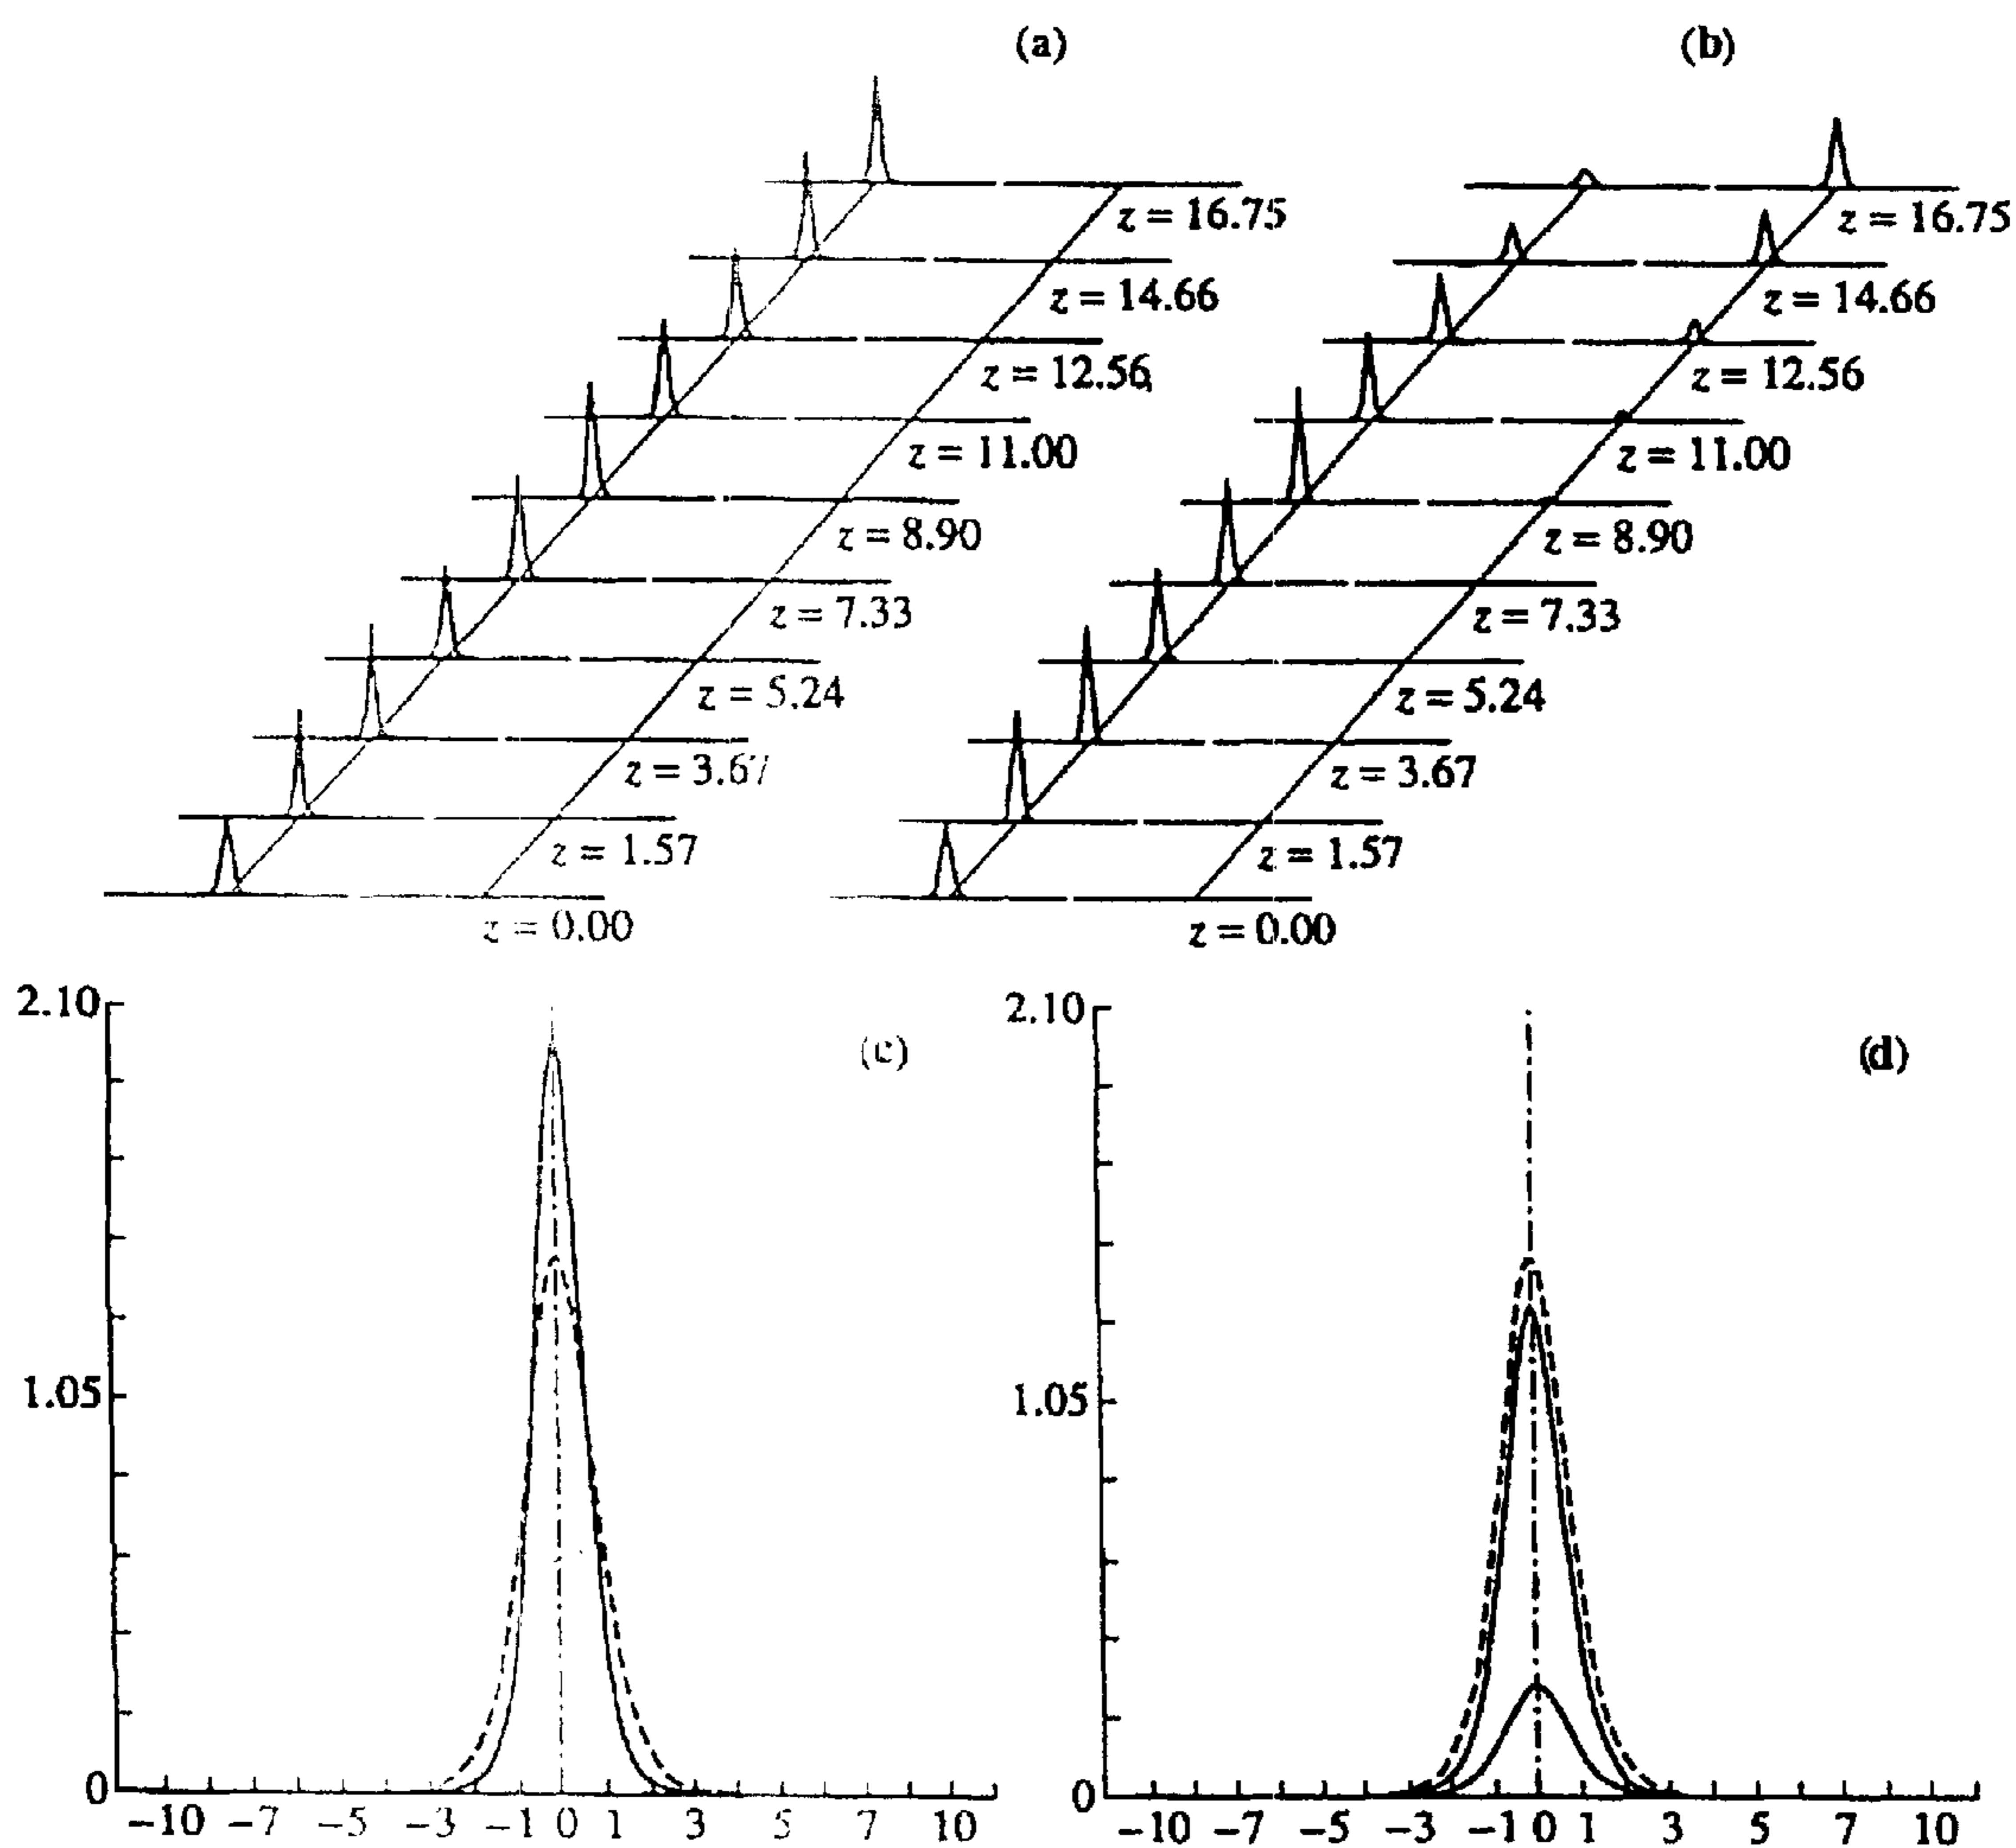 (a)
z = 16.75
z = 14.66
z = 12.56
z = 11.00
z = 8.90
z = 7.33
z = 5.24
z = 3.67
z = 1.57
z = 0.00
(b)
z = 16.75
z = 14.66
z = 12.56
z = 11.00
z = 8.90
z = 7.33
z = 5.24
z = 3.67
z = 1.57
z = 0.00
(c)
2.10
1.05
0
−10 −7 −5 −3 −1 0 1 3 5 7 10
(d)
2.10
1.05
0
−10 −7 −5 −3 −1 0 1 3 5 7 10